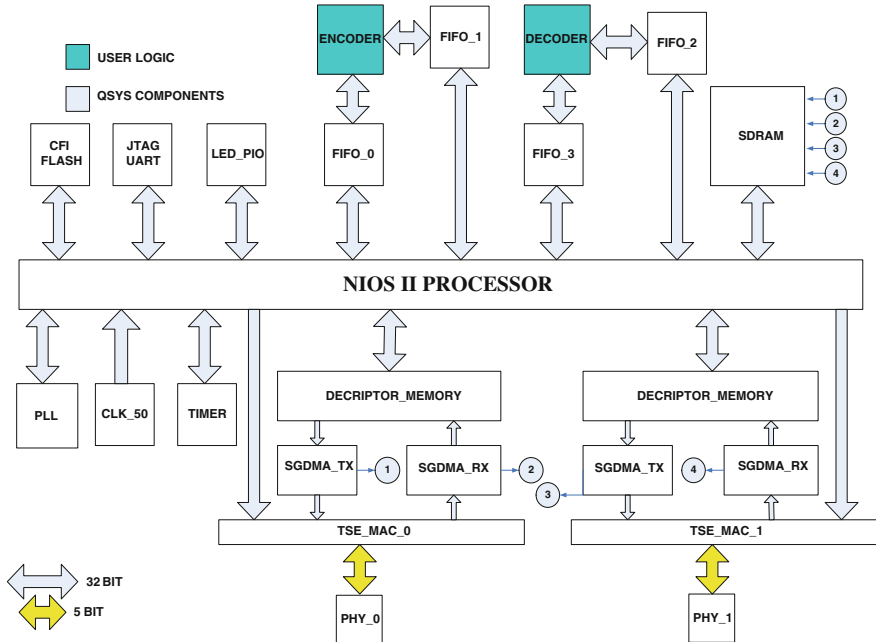 ENCODER
FIFO_1
DECODER
FIFO_2
USER LOGIC
QSYS COMPONENTS
SDRAM
1
2
3
4
CFI
FLASH
JTAG
UART
LED_PIO
FIFO_0
FIFO_3
NIOS II PROCESSOR
PLL
CLK_50
TIMER
DECRIPTOR_MEMORY
DECRIPTOR_MEMORY
SGDMA_TX
1
SGDMA_RX
2
3
SGDMA_TX
4
SGDMA_RX
TSE_MAC_0
TSE_MAC_1
32 BIT
5 BIT
PHY_0
PHY_1